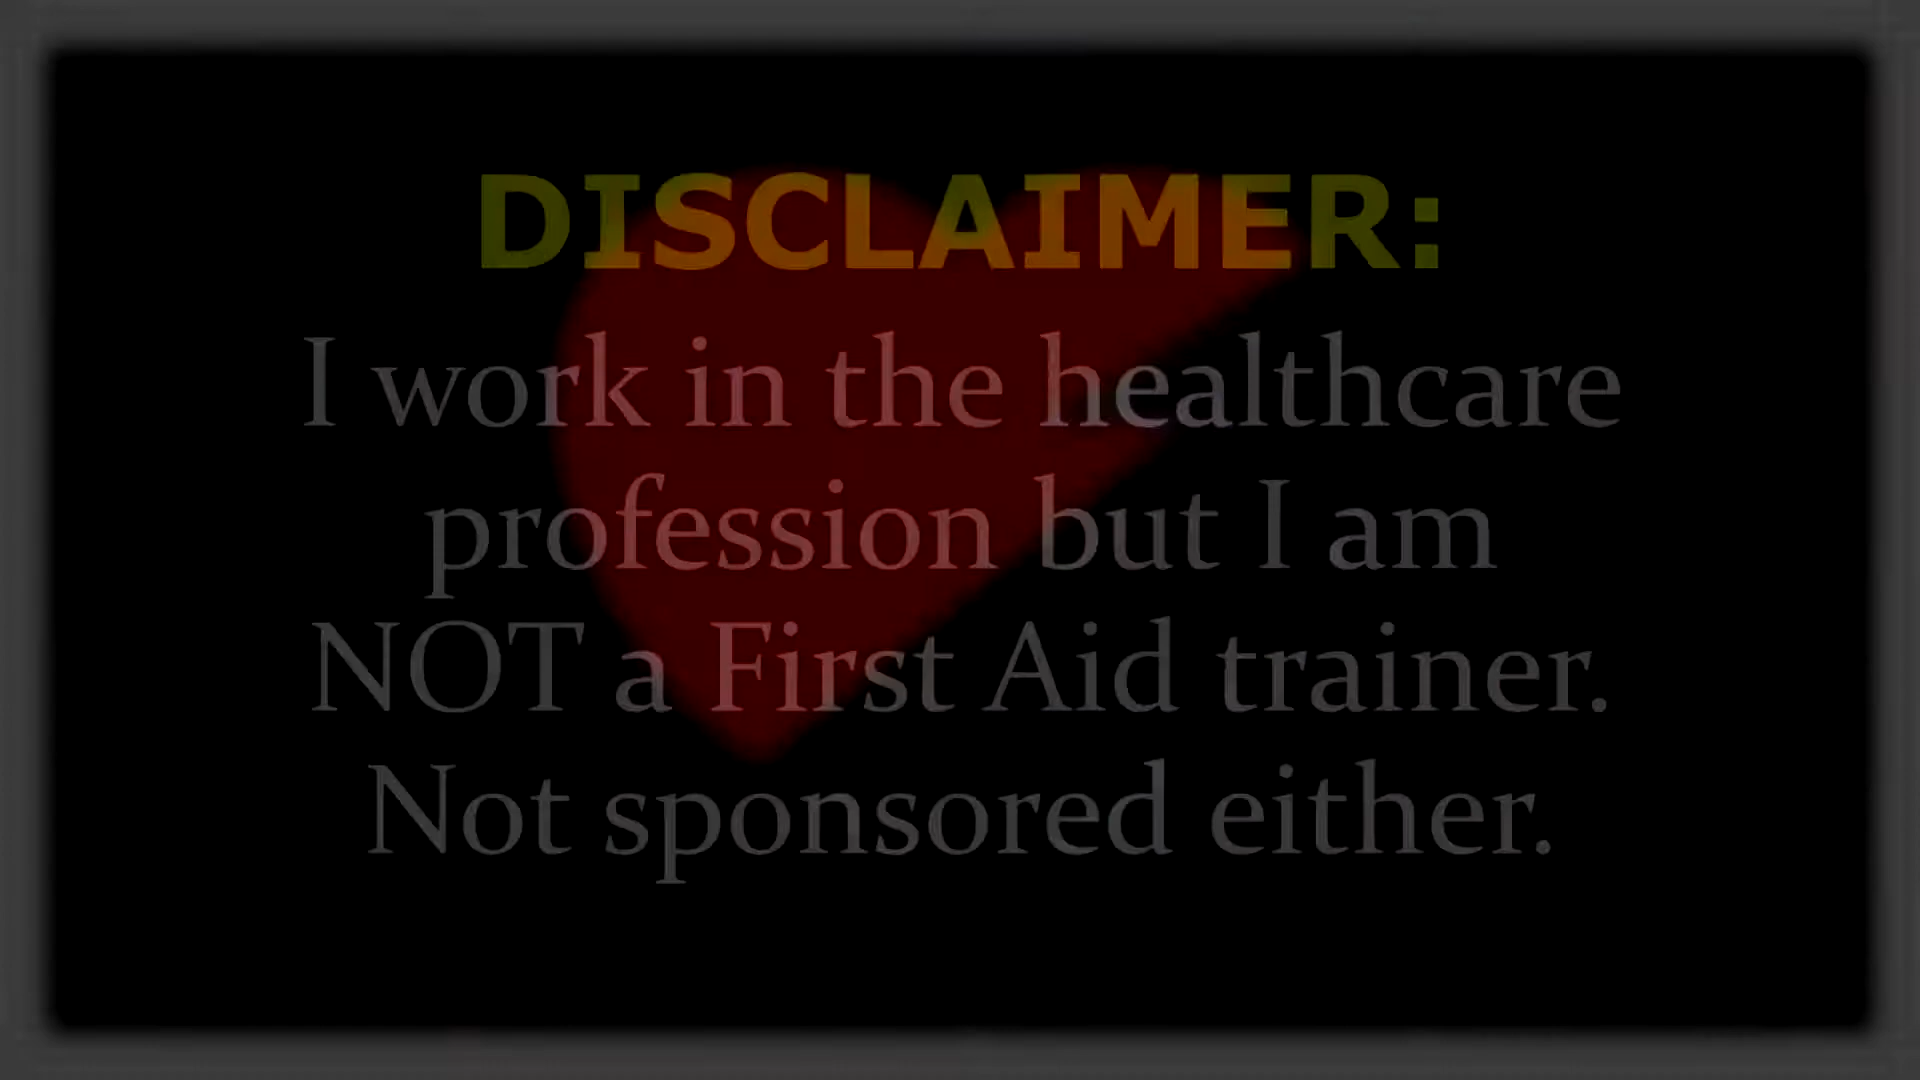 DISCLAIMER:
I work in the healthcare
profession but I am
NOT a First Aid trainer.
Not sponsored either.